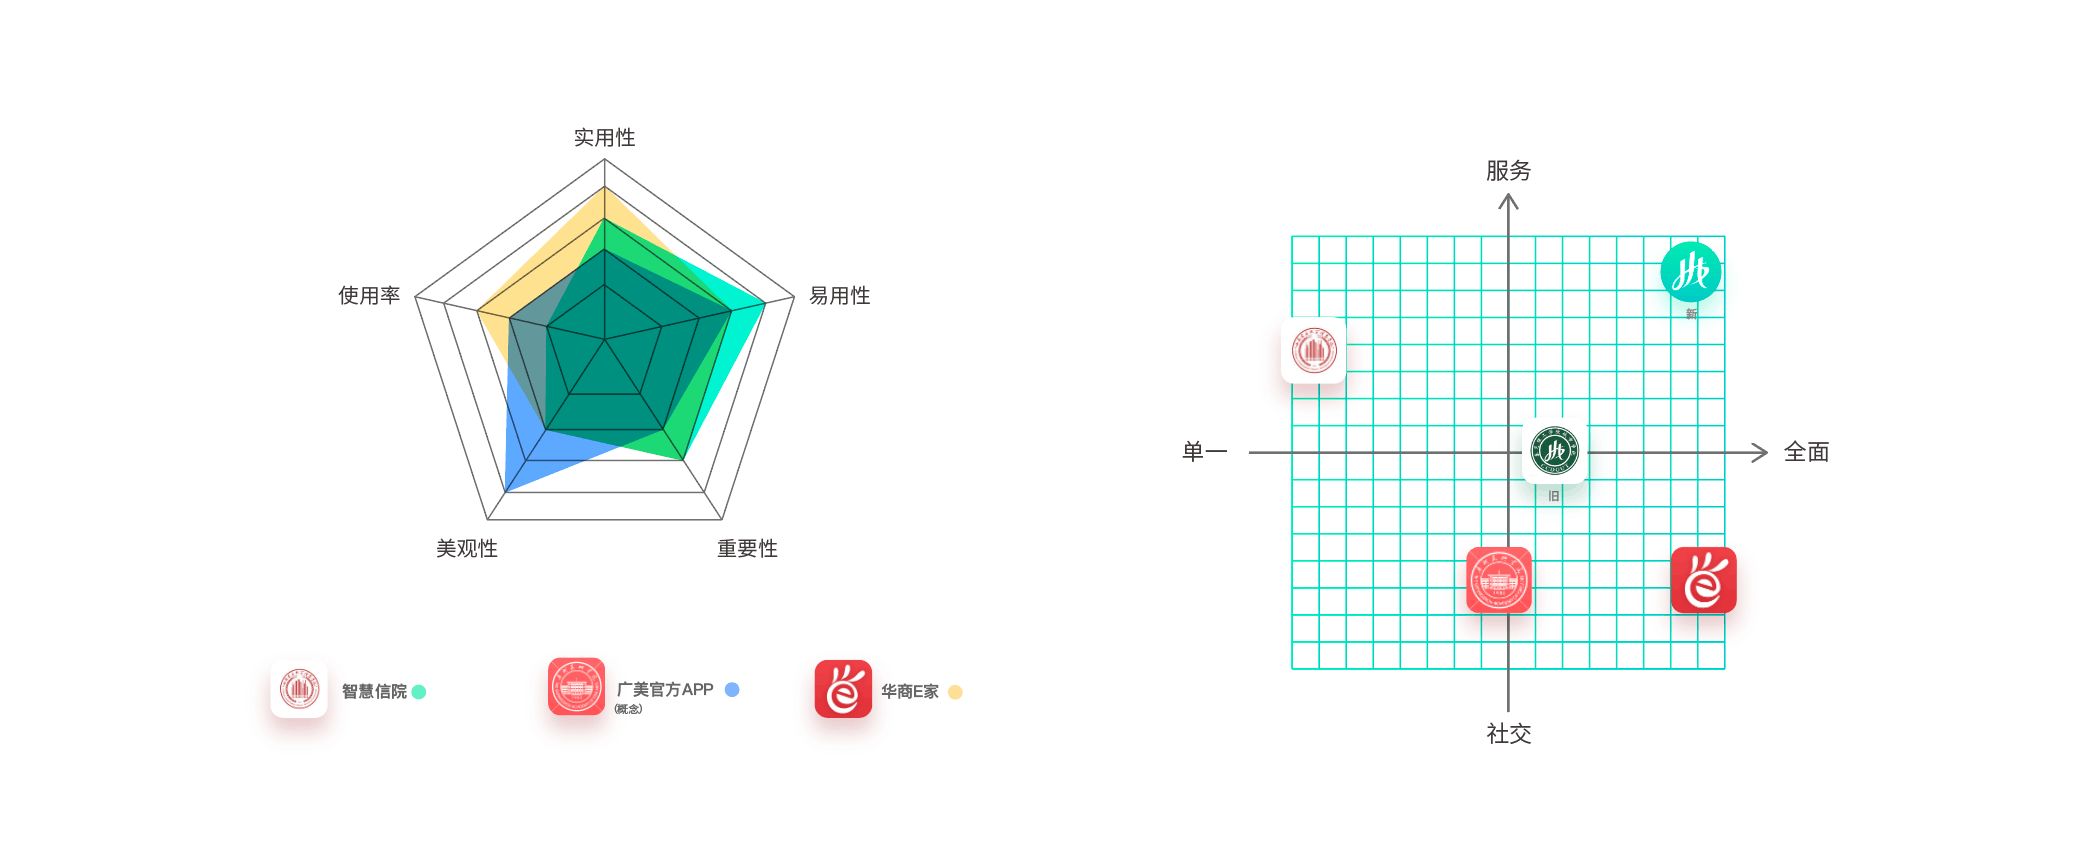 实用性
使用率
易用性
美观性
重要性
智慧信院
广美官方APP
(概念)
华商E家
服务
新
单一
全面
旧
社交